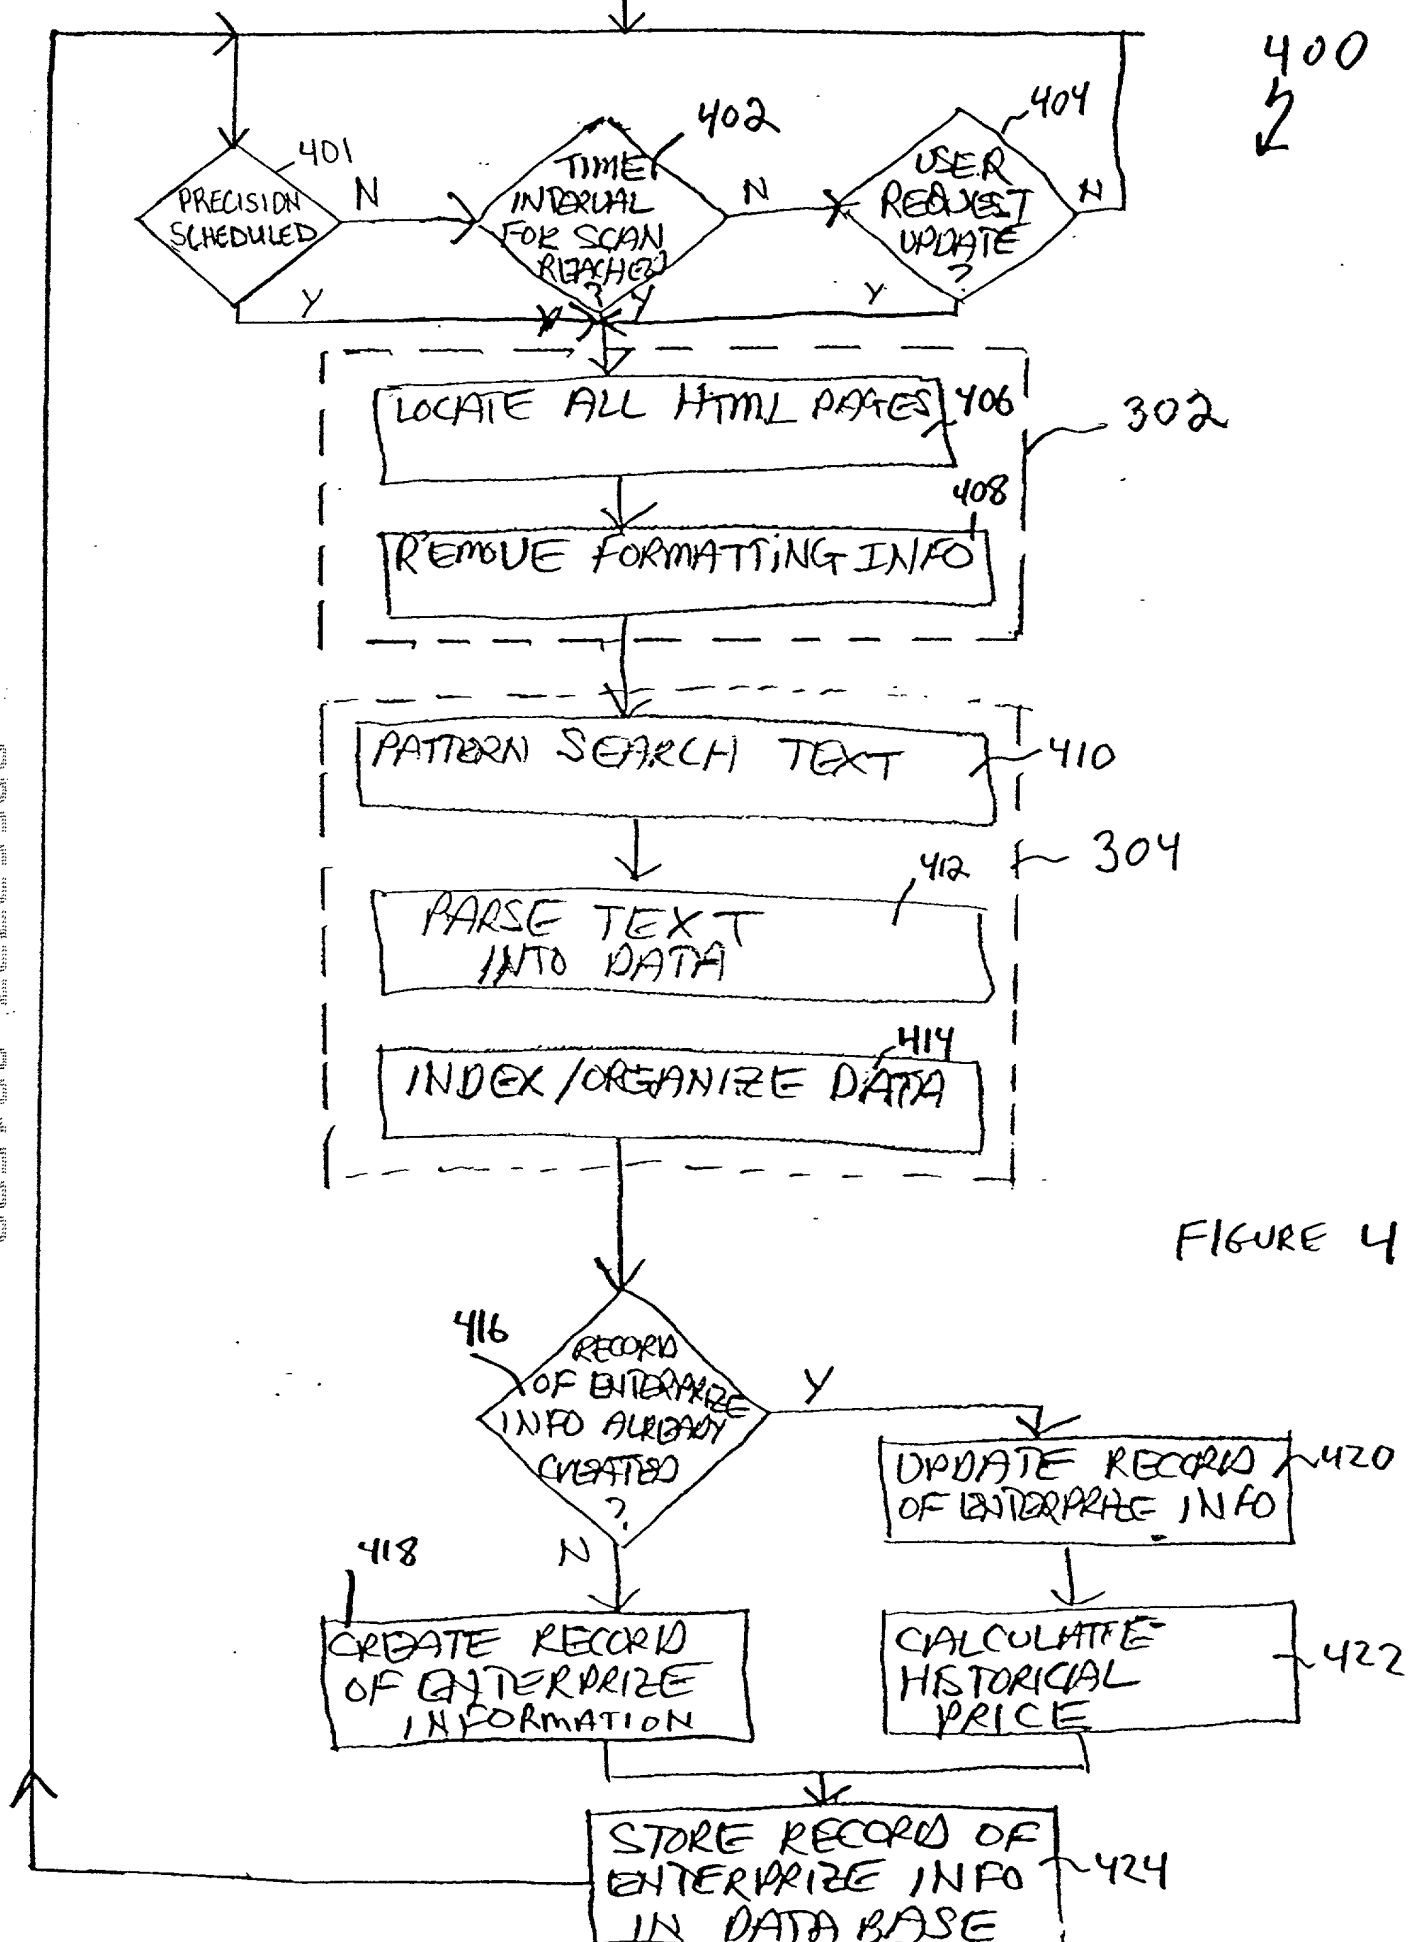 400
401
PRECISION
SCHEDULED
N
402
TIME
INTERVAL
FOR SCAN
REACHED
?
N
404
USER
REQUEST
UPDATE
?
N
Y
Y
Y
LOCATE ALL HTML PAGES
406
302
408
REMOVE FORMATTING INFO
PATTERN SEARCH TEXT
410
304
412
PARSE TEXT
INTO DATA
414
INDEX/ORGANIZE DATA
FIGURE 4
416
RECORD
OF ENTERPRIZE
INFO ALREADY
CREATED
?
Y
N
UPDATE RECORD
OF ENTERPRIZE INFO
420
418
CREATE RECORD
OF ENTERPRIZE
INFORMATION
CALCULATE
HISTORICAL
PRICE
422
STORE RECORD OF
ENTERPRIZE INFO
IN DATABASE
424